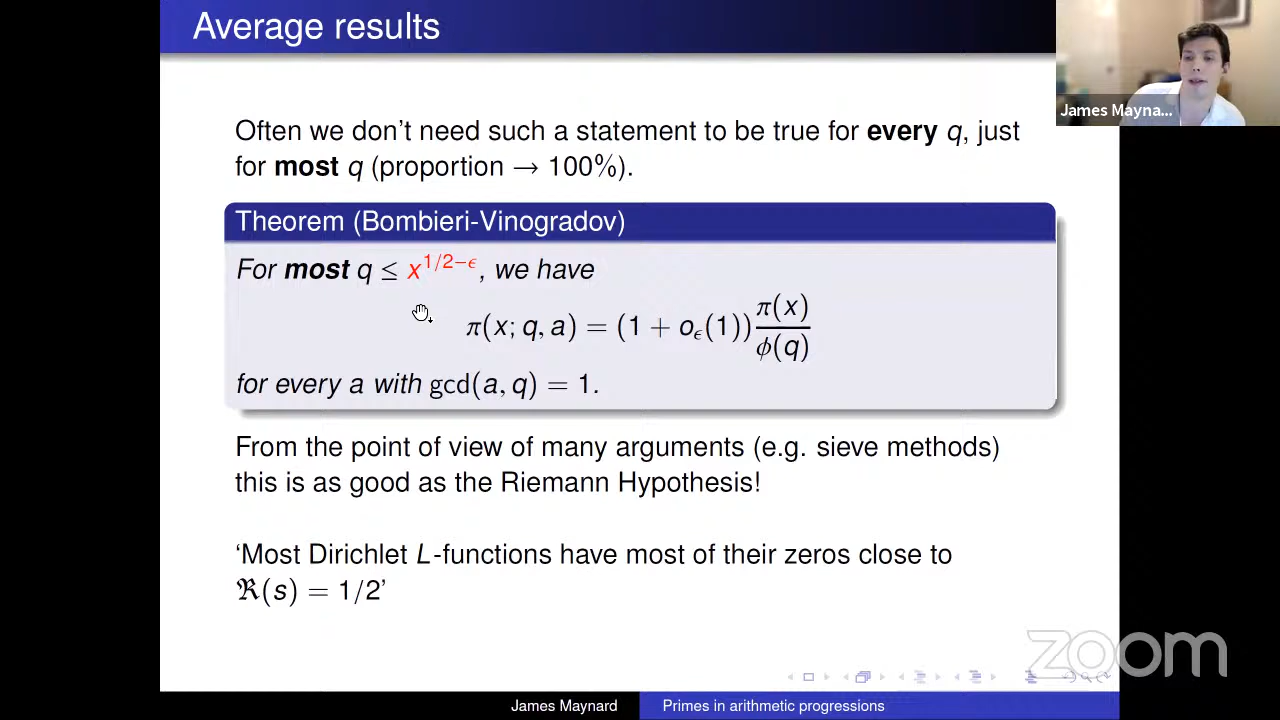 Average results
James Mayna...
Often we don't need such a statement to be true for every q, just
for most q (proportion → 100%).
Theorem (Bombieri-Vinogradov)
For most q ≤ x^{1/2−ϵ}, we have
π(x; q, a) = (1 + o_ϵ(1)) π(x)/ϕ(q)
for every a with gcd(a, q) = 1.
From the point of view of many arguments (e.g. sieve methods)
this is as good as the Riemann Hypothesis!
‘Most Dirichlet L-functions have most of their zeros close to
ℜ(s) = 1/2’
zoom
James Maynard
Primes in arithmetic progressions